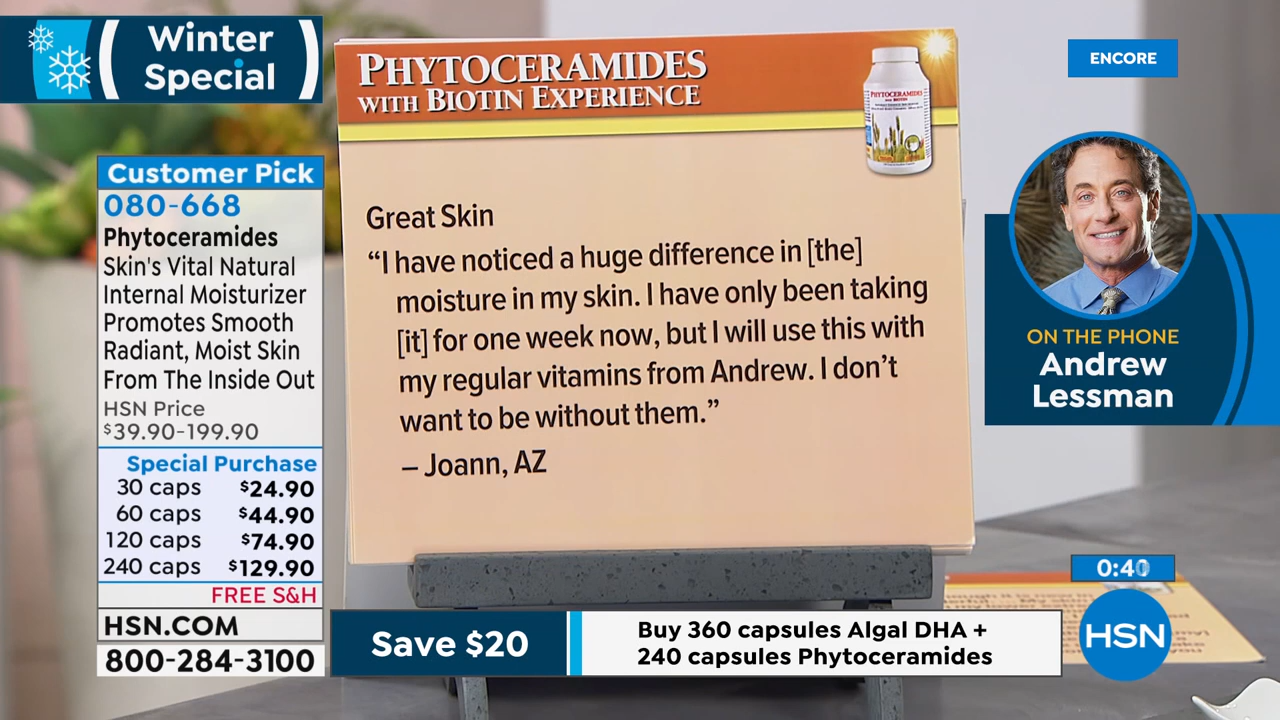 Winter
Special
PHYTOCERAMIDES
WITH BIOTIN EXPERIENCE
PHYTOCERAMIDES
ENCORE
Customer Pick
080-668
Phytoceramides
Skin's Vital Natural
Internal Moisturizer
Promotes Smooth
Radiant, Moist Skin
From The Inside Out
HSN Price
$39.90-199.90
Special Purchase
30 caps $24.90
60 caps $44.90
120 caps $74.90
240 caps $129.90
FREE S&H
HSN.COM
800-284-3100
Great Skin
“I have noticed a huge difference in [the]
moisture in my skin. I have only been taking
[it] for one week now, but I will use this with
my regular vitamins from Andrew. I don’t
want to be without them.”
– Joann, AZ
ON THE PHONE
Andrew
Lessman
0:40
HSN
Save $20
Buy 360 capsules Algal DHA +
240 capsules Phytoceramides